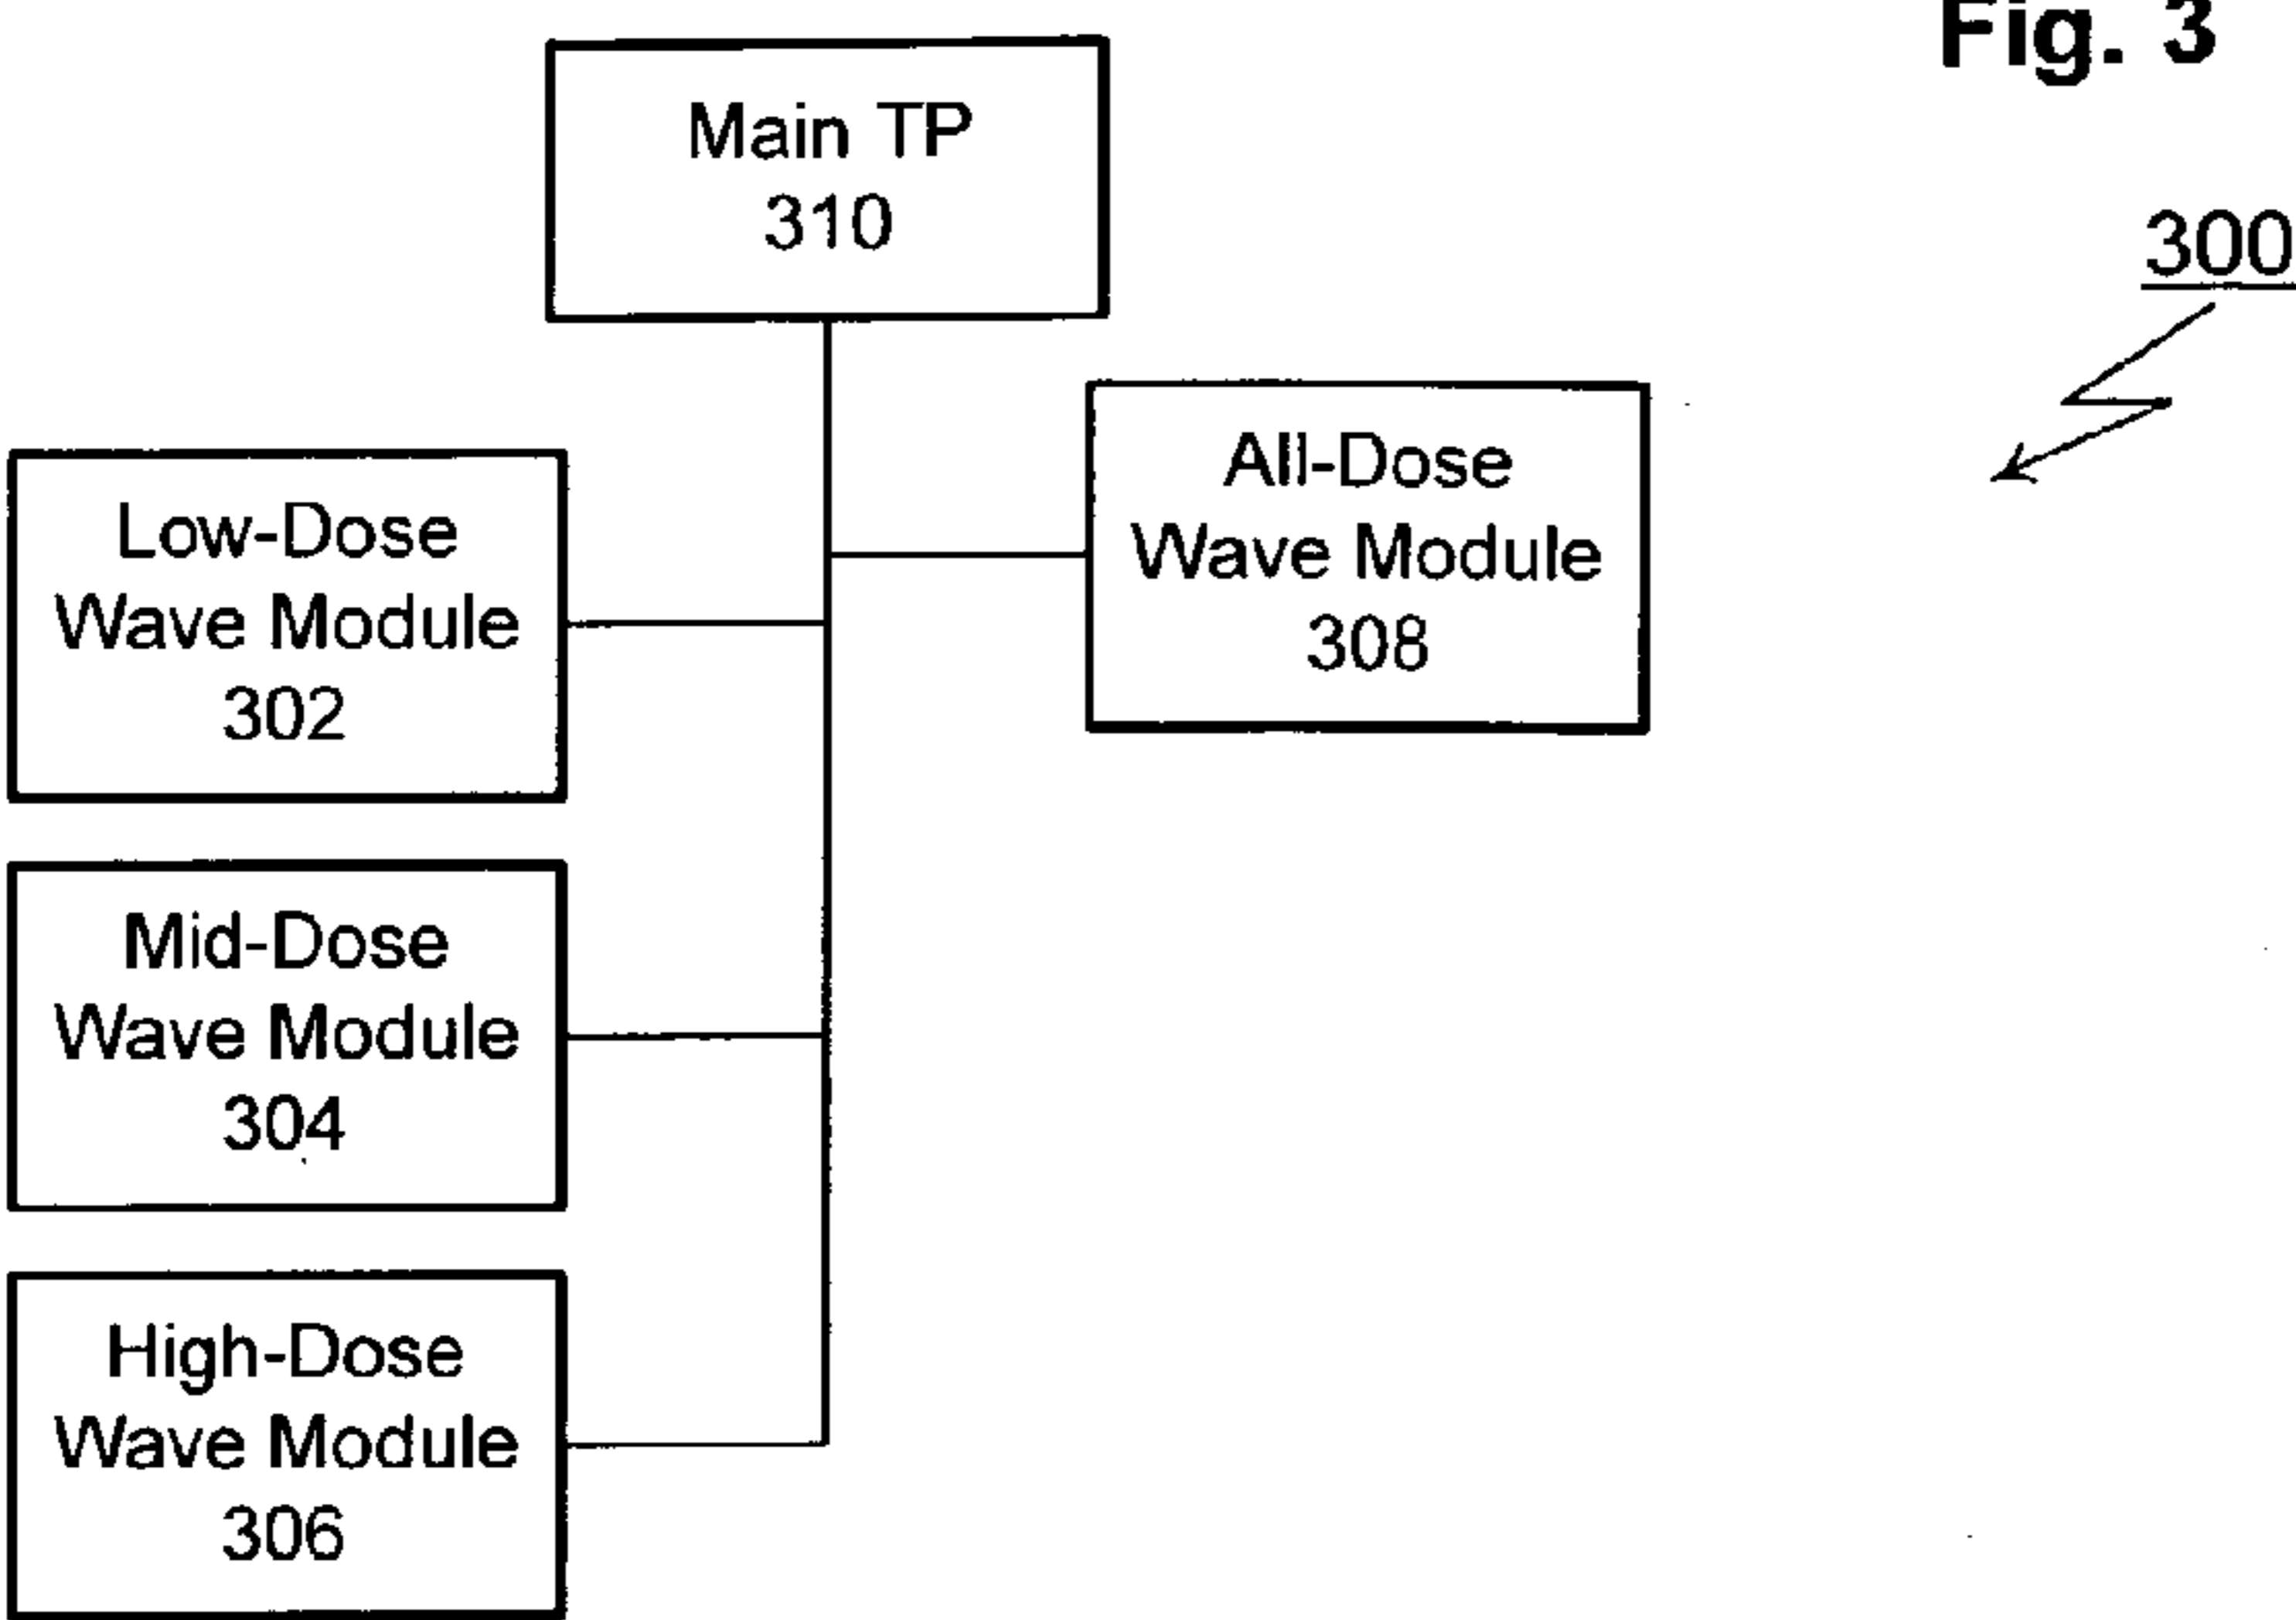 Fig. 3
Main TP
310
300
All-Dose
Wave Module
308
Low-Dose
Wave Module
302
Mid-Dose
Wave Module
304
High-Dose
Wave Module
306